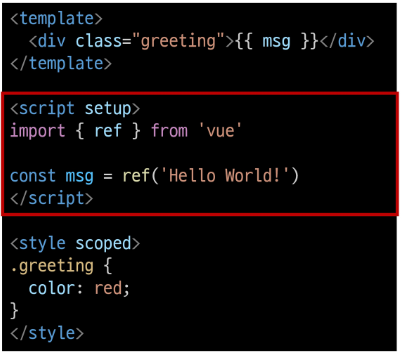 <template>
  <div class="greeting">{{ msg }}</div>
</template>

<script setup>
import { ref } from 'vue'

const msg = ref('Hello World!')
</script>

<style scoped>
.greeting {
  color: red;
}
</style>